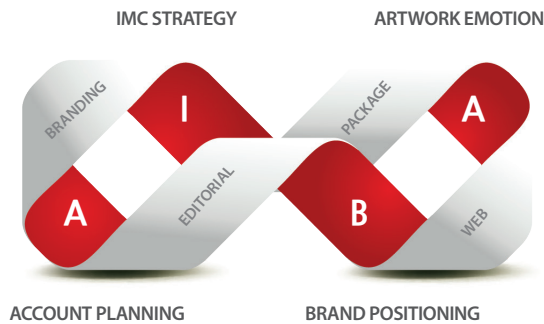 IMC STRATEGY
ARTWORK EMOTION
BRANDING
I
PACKAGE
A
A
EDITORIAL
B
WEB
ACCOUNT PLANNING
BRAND POSITIONING